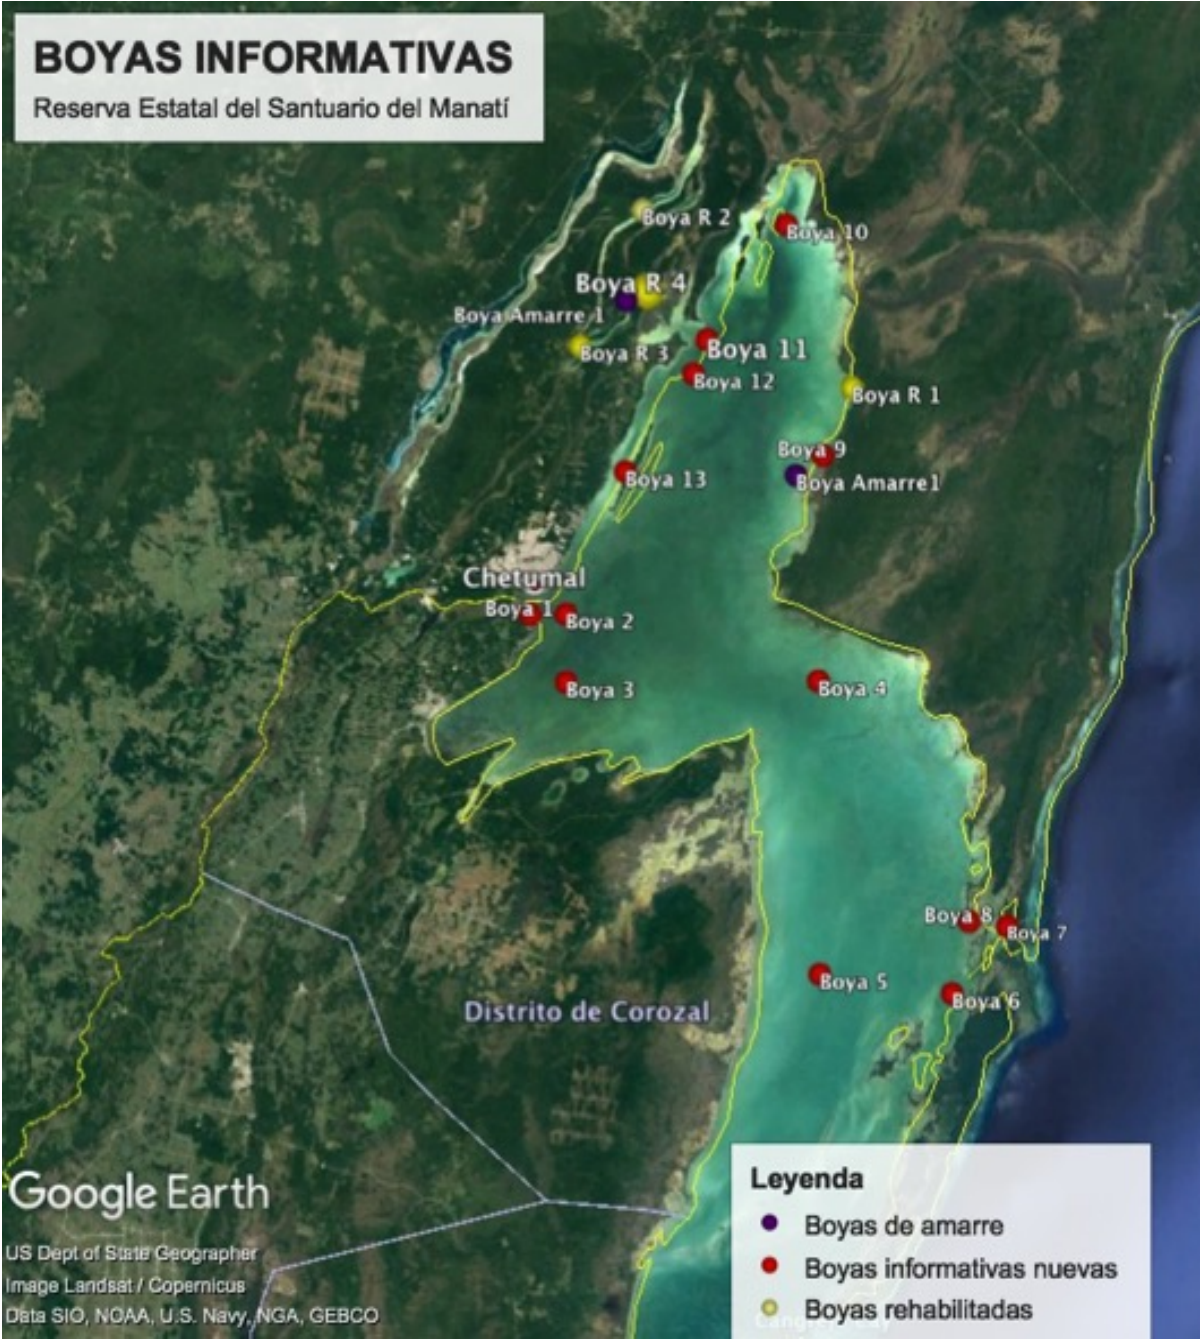 BOYAS INFORMATIVAS
Reserva Estatal del Santuario del Manatí
Boya R 2
Boya 10
Boya R 4
Boya Amarre 1
Boya R 3
Boya 11
Boya 12
Boya R 1
Boya 9
Boya Amarre1
Boya 13
Chetumal
Boya 1
Boya 2
Boya 3
Boya 4
Boya 8
Boya 7
Boya 5
Boya 6
Distrito de Corozal
Leyenda
Boyas de amarre
Boyas informativas nuevas
Boyas rehabilitadas
Google Earth
US Dept of State Geographer
Image Landsat / Copernicus
Data SIO, NOAA, U.S. Navy, NGA, GEBCO